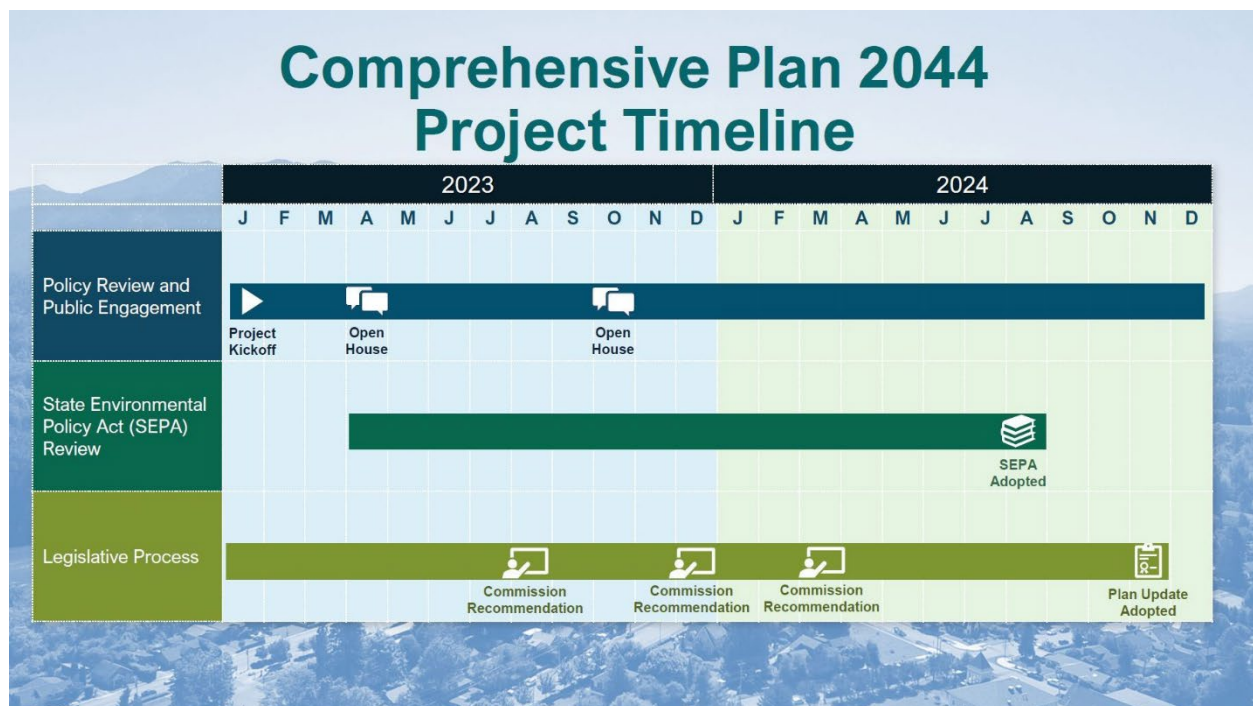 Comprehensive Plan 2044
Project Timeline
2023 2024
J F M A M J J A S O N D J F M A M J J A S O N D
Policy Review and
Public Engagement
Project
Kickoff
Open
House
Open
House
State Environmental
Policy Act (SEPA)
Review
SEPA
Adopted
Legislative Process
Commission
Recommendation
Commission
Recommendation
Commission
Recommendation
Plan Update
Adopted